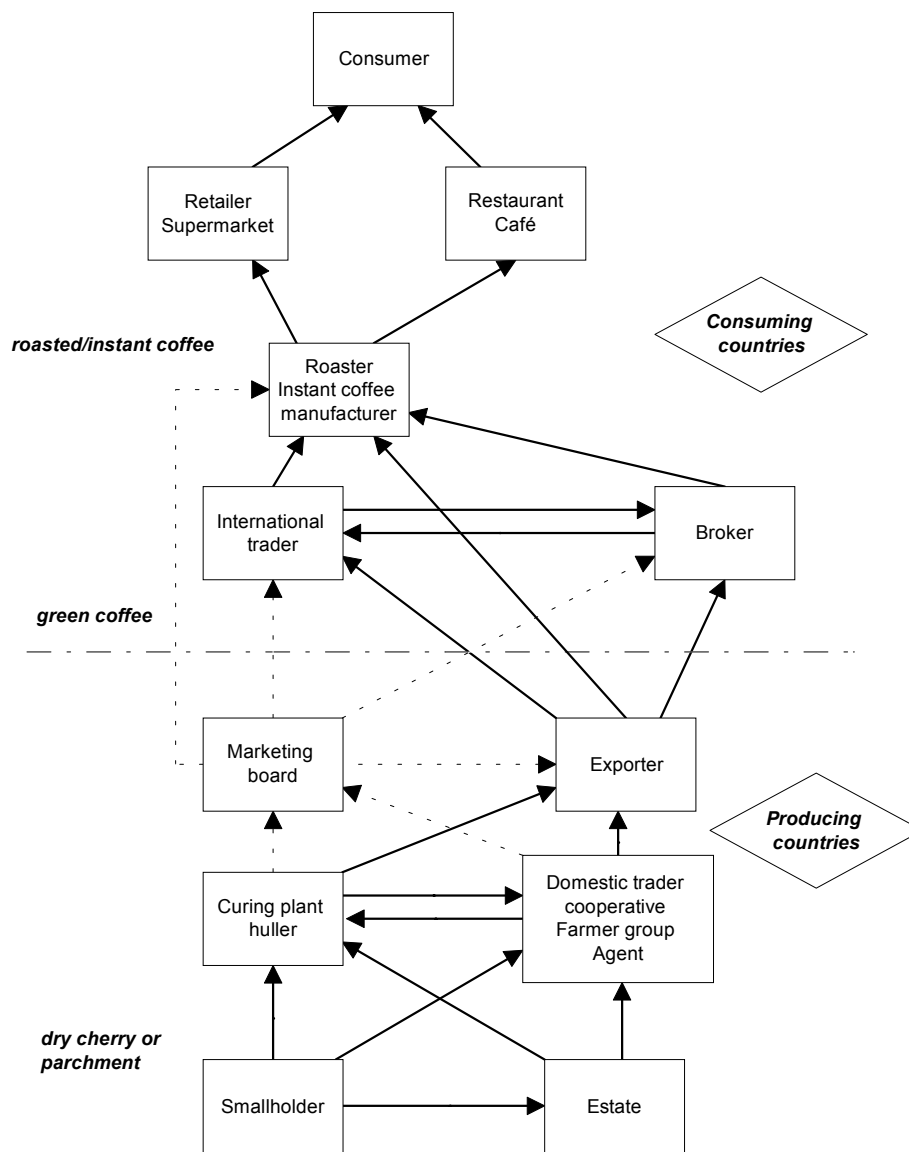 Consumer
Retailer
Supermarket
Restaurant
Café
Consuming
countries
roasted/instant coffee
Roaster
Instant coffee
manufacturer
International
trader
Broker
green coffee
Marketing
board
Exporter
Producing
countries
Curing plant
huller
Domestic trader
cooperative
Farmer group
Agent
dry cherry or
parchment
Smallholder
Estate